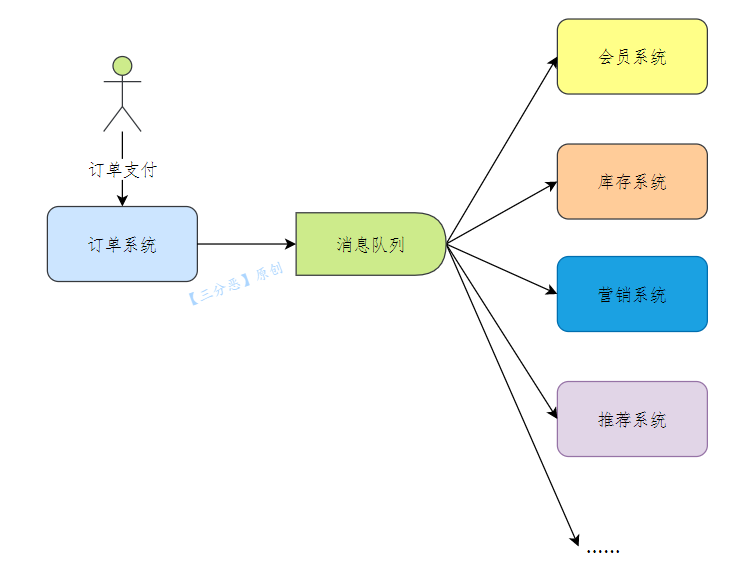 会员系统
订单支付
库存系统
订单系统
消息队列
【三分恶】原创
营销系统
推荐系统
......